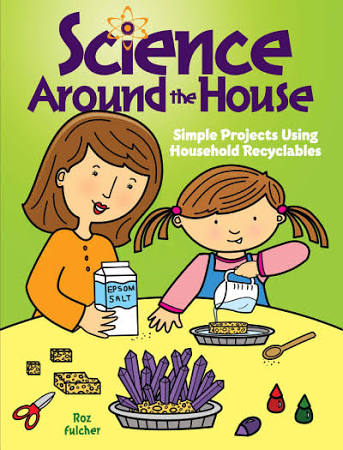 Science
Around the House
Simple Projects Using
Household Recyclables
EPSOM
SALT
Roz
Fulcher